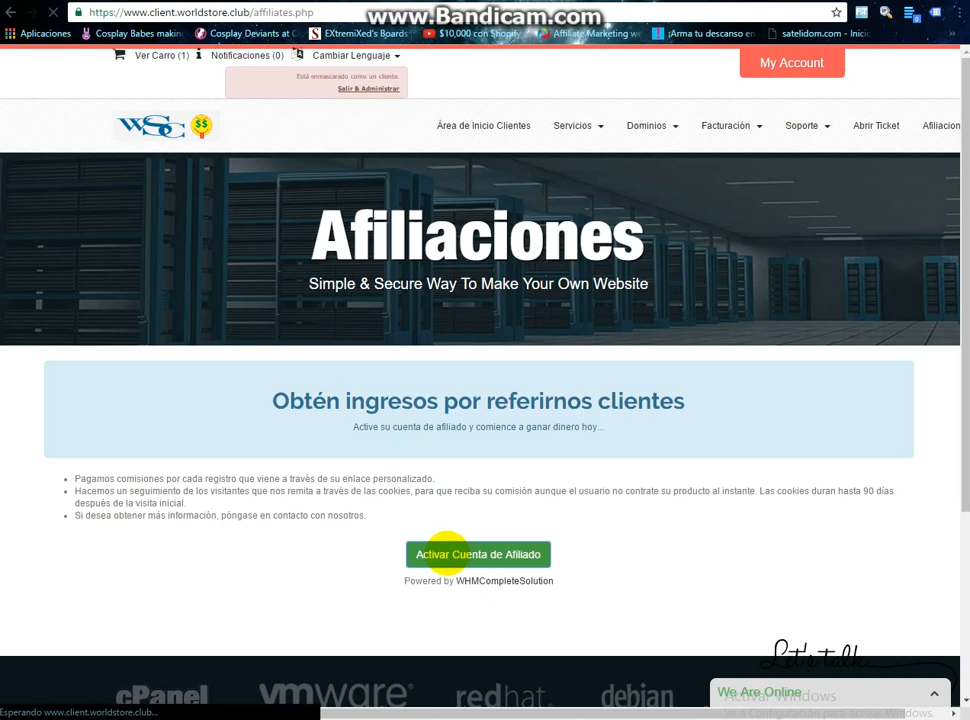 https://www.client.worldstore.club/affiliates.php
www.Bandicam.com
Aplicaciones
Cosplay Babes makin
Cosplay Deviants at C
EXtremiXed's Boards
$10,000 con Shopify
Affiliate Marketing we
¡Arma tu descanso en
satelidom.com - Inici
Ver Carro (1)
Notificaciones (0)
Cambiar Lenguaje
My Account
Está enmascarado como un cliente.
Salir & Administrar
WSC
$$
Área de Inicio Clientes
Servicios
Dominios
Facturación
Soporte
Abrir Ticket
Afiliacion
Afiliaciones
Simple & Secure Way To Make Your Own Website
Obtén ingresos por referirnos clientes
Active su cuenta de afiliado y comience a ganar dinero hoy...
Pagamos comisiones por cada registro que viene a través de su enlace personalizado.
Hacemos un seguimiento de los visitantes que nos remita a través de las cookies, para que reciba su comisión aunque el usuario no contrate su producto al instante. Las cookies duran hasta 90 días
después de la visita inicial.
Si desea obtener más información, póngase en contacto con nosotros.
Activar Cuenta de Afiliado
Powered by WHMCompleteSolution
Let's talk
cPanel
vmware
redhat
debian
We Are Online
Activar Windows
Ve a Configuración para activar Windows.
Esperando www.client.worldstore.club...